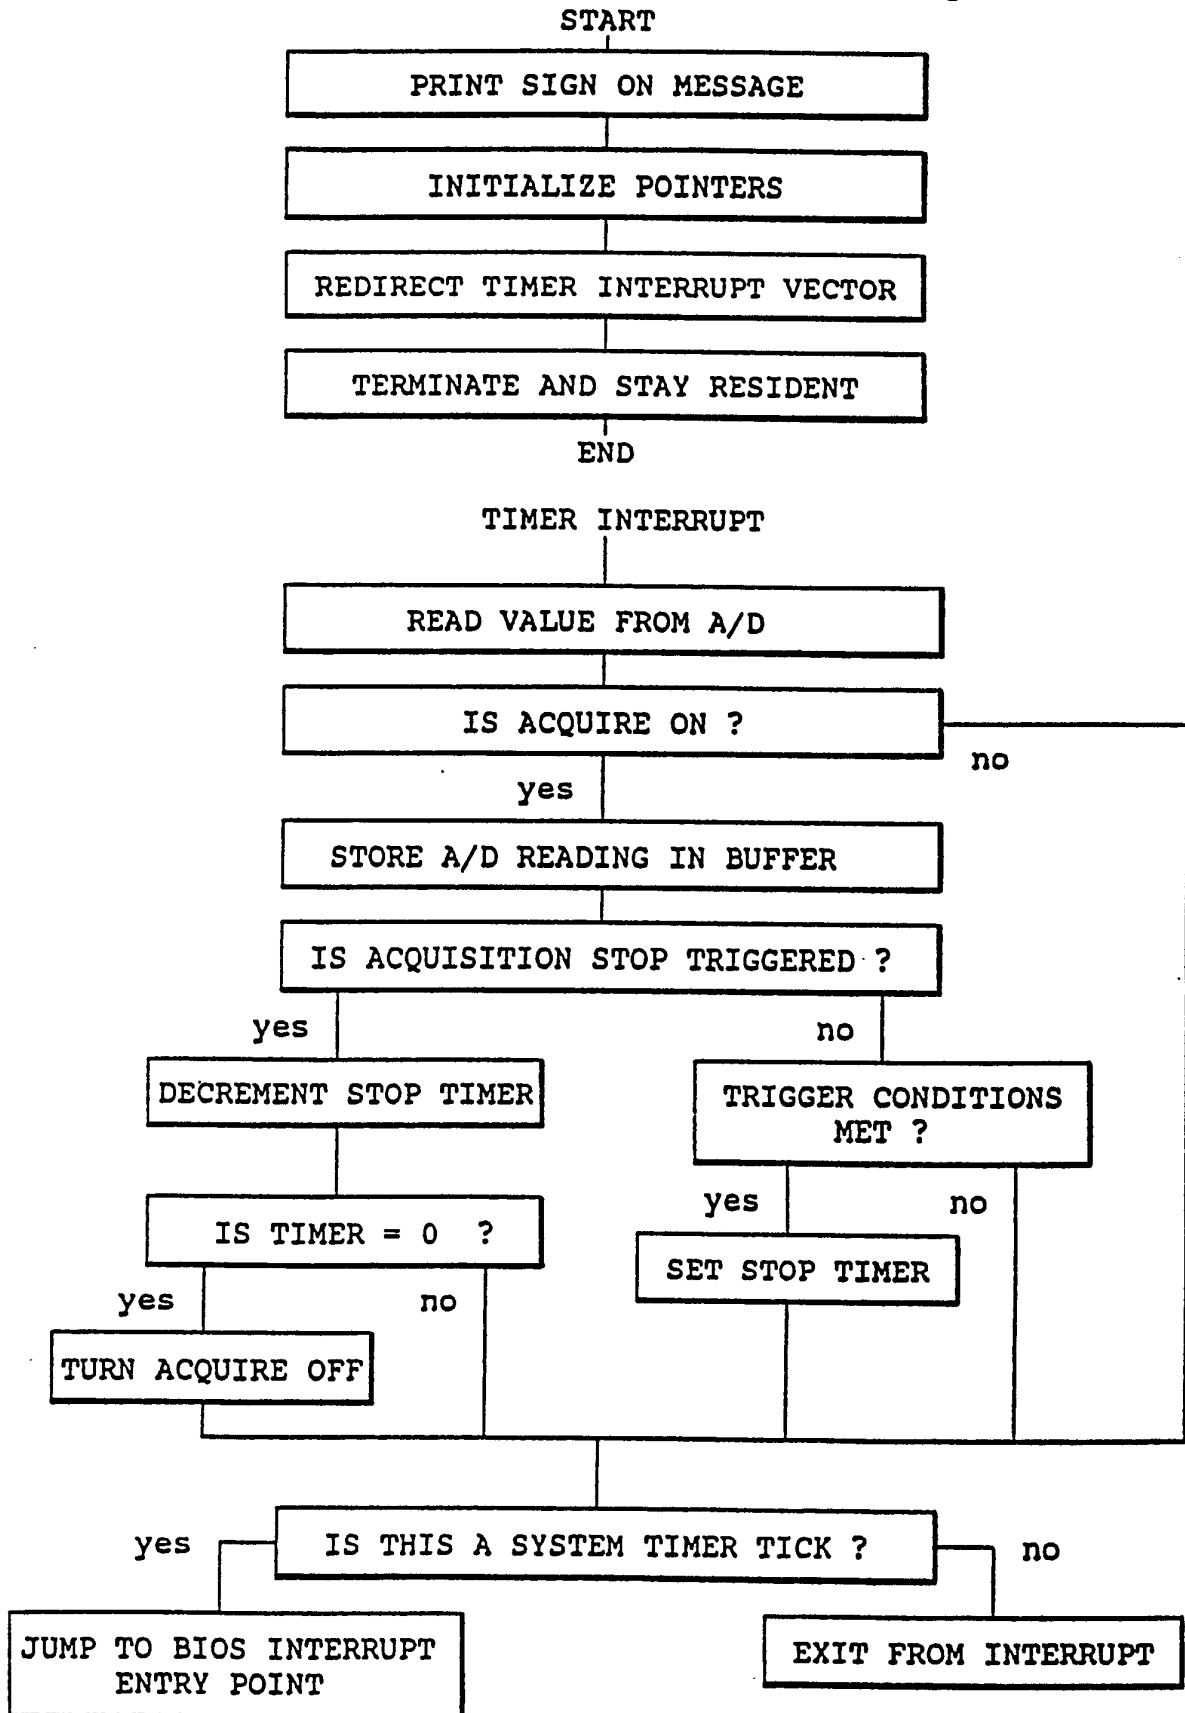 START
PRINT SIGN ON MESSAGE
INITIALIZE POINTERS
REDIRECT TIMER INTERRUPT VECTOR
TERMINATE AND STAY RESIDENT
END
TIMER INTERRUPT
READ VALUE FROM A/D
IS ACQUIRE ON ?
no
yes
STORE A/D READING IN BUFFER
IS ACQUISITION STOP TRIGGERED ?
yes
no
DECREMENT STOP TIMER
TRIGGER CONDITIONS
MET ?
yes
no
IS TIMER = 0 ?
SET STOP TIMER
yes
no
TURN ACQUIRE OFF
yes
IS THIS A SYSTEM TIMER TICK ?
no
JUMP TO BIOS INTERRUPT
ENTRY POINT
EXIT FROM INTERRUPT